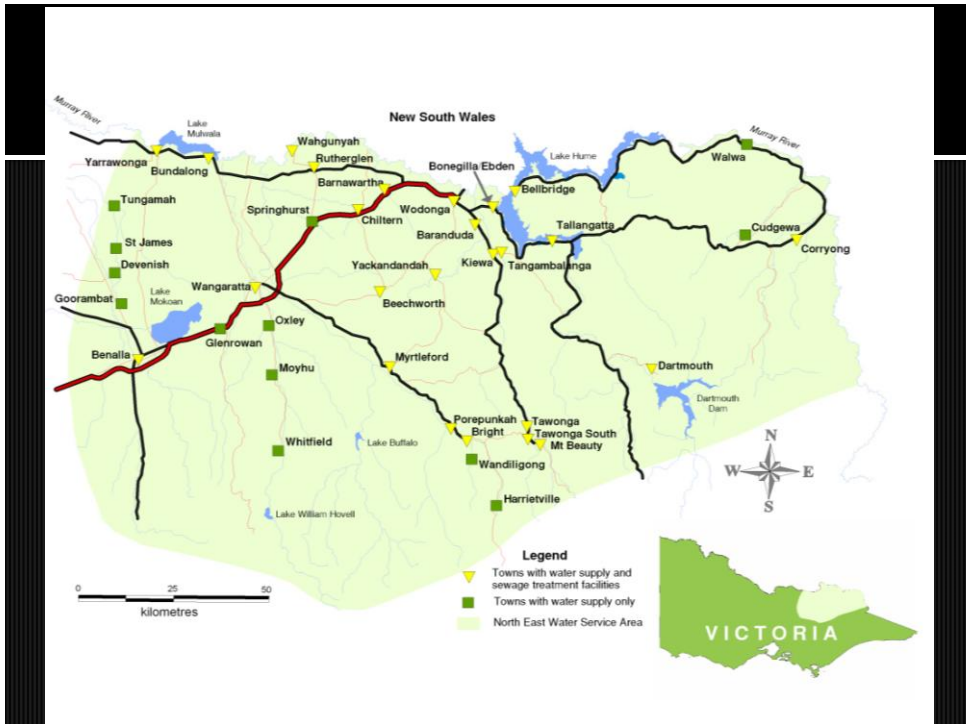 New South Wales
Murray River
Lake
Mulwala
Wahgunyah
Murray River
Yarrawonga
Bundalong
Rutherglen
Bonegilla/Ebden
Lake Hume
Walwa
Barnawartha
Bellbridge
Tungamah
Springhurst
Chiltern
Wodonga
Tallangatta
Cudgewa
St James
Baranduda
Corryong
Devenish
Yackandandah
Kiewa
Tangambalanga
Goorambat
Lake
Mokoan
Wangaratta
Beechworth
Oxley
Glenrowan
Benalla
Myrtleford
Dartmouth
Moyhu
Dartmouth
Dam
Porepunkah
Bright
Tawonga
Tawonga South
Mt Beauty
Whitfield
Lake Buffalo
Wandiligong
N
W
E
S
Harrietville
Lake William Hovell
Legend
Towns with water supply and
sewage treatment facilities
Towns with water supply only
North East Water Service Area
0 25 50
kilometres
VICTORIA